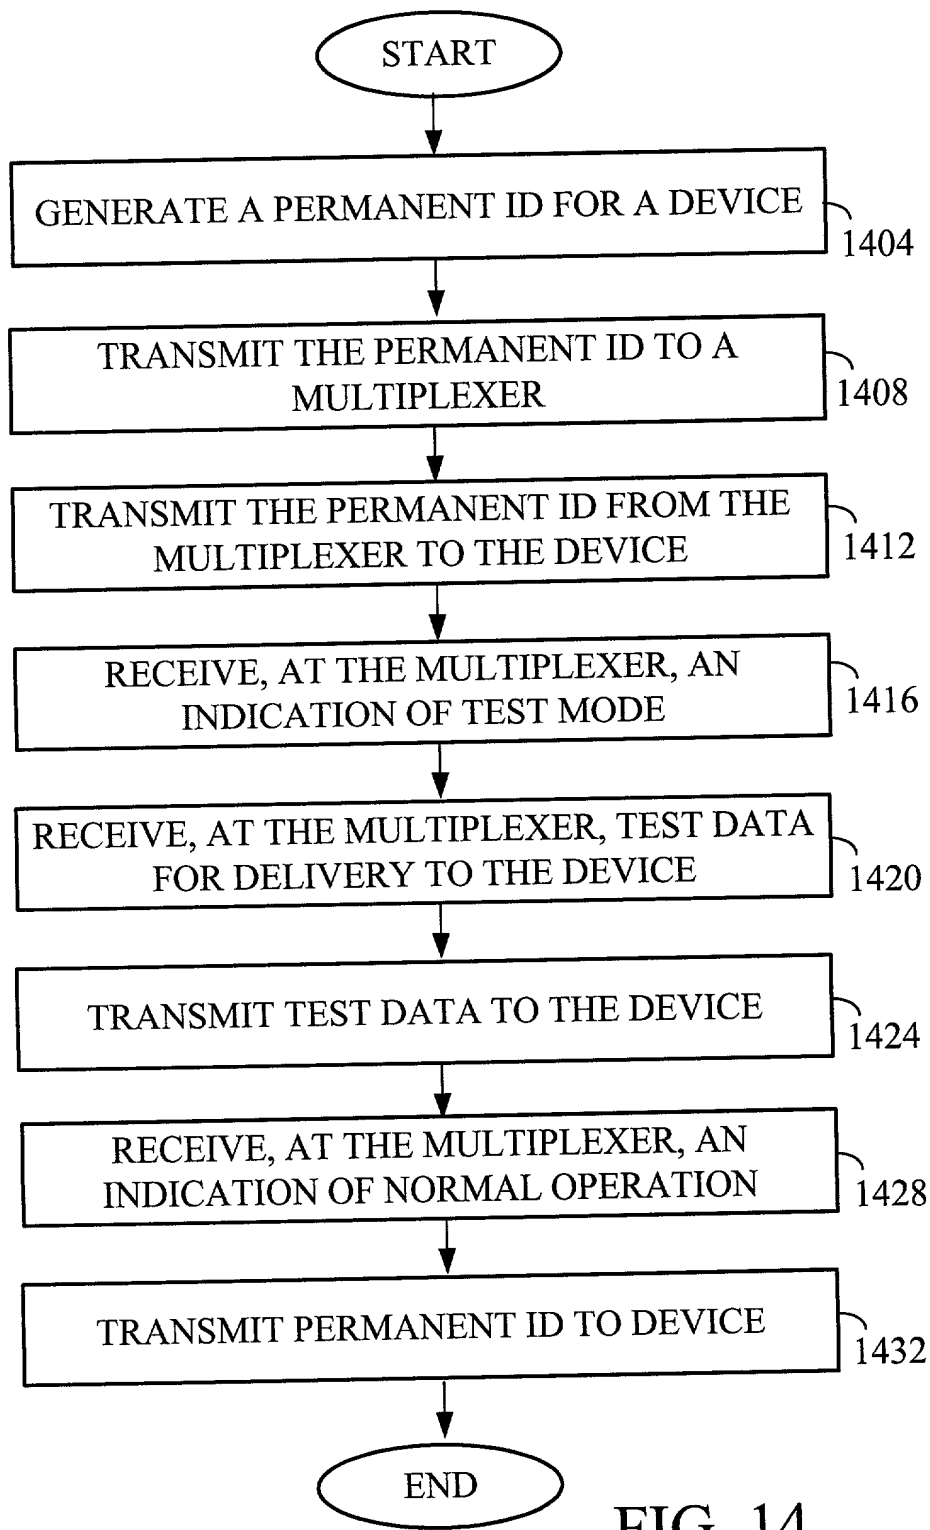 START
GENERATE A PERMANENT ID FOR A DEVICE
1404
TRANSMIT THE PERMANENT ID TO A
MULTIPLEXER
1408
TRANSMIT THE PERMANENT ID FROM THE
MULTIPLEXER TO THE DEVICE
1412
RECEIVE, AT THE MULTIPLEXER, AN
INDICATION OF TEST MODE
1416
RECEIVE, AT THE MULTIPLEXER, TEST DATA
FOR DELIVERY TO THE DEVICE
1420
TRANSMIT TEST DATA TO THE DEVICE
1424
RECEIVE, AT THE MULTIPLEXER, AN
INDICATION OF NORMAL OPERATION
1428
TRANSMIT PERMANENT ID TO DEVICE
1432
END
FIG. 14